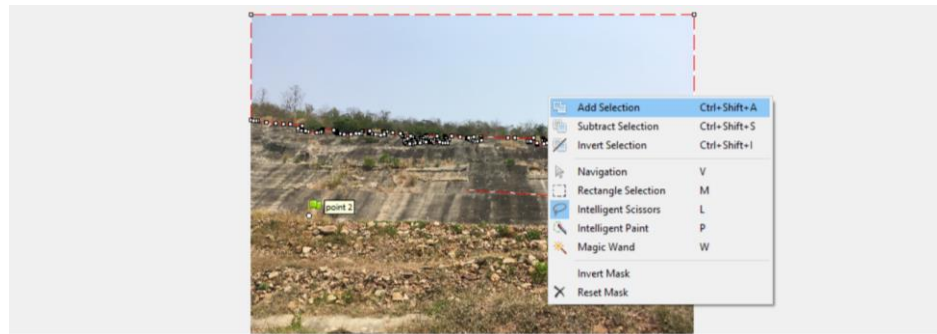 Add Selection Ctrl+Shift+A
Subtract Selection Ctrl+Shift+S
Invert Selection Ctrl+Shift+I
Navigation V
Rectangle Selection M
point 2
Intelligent Scissors L
Intelligent Paint P
Magic Wand W
Invert Mask
Reset Mask